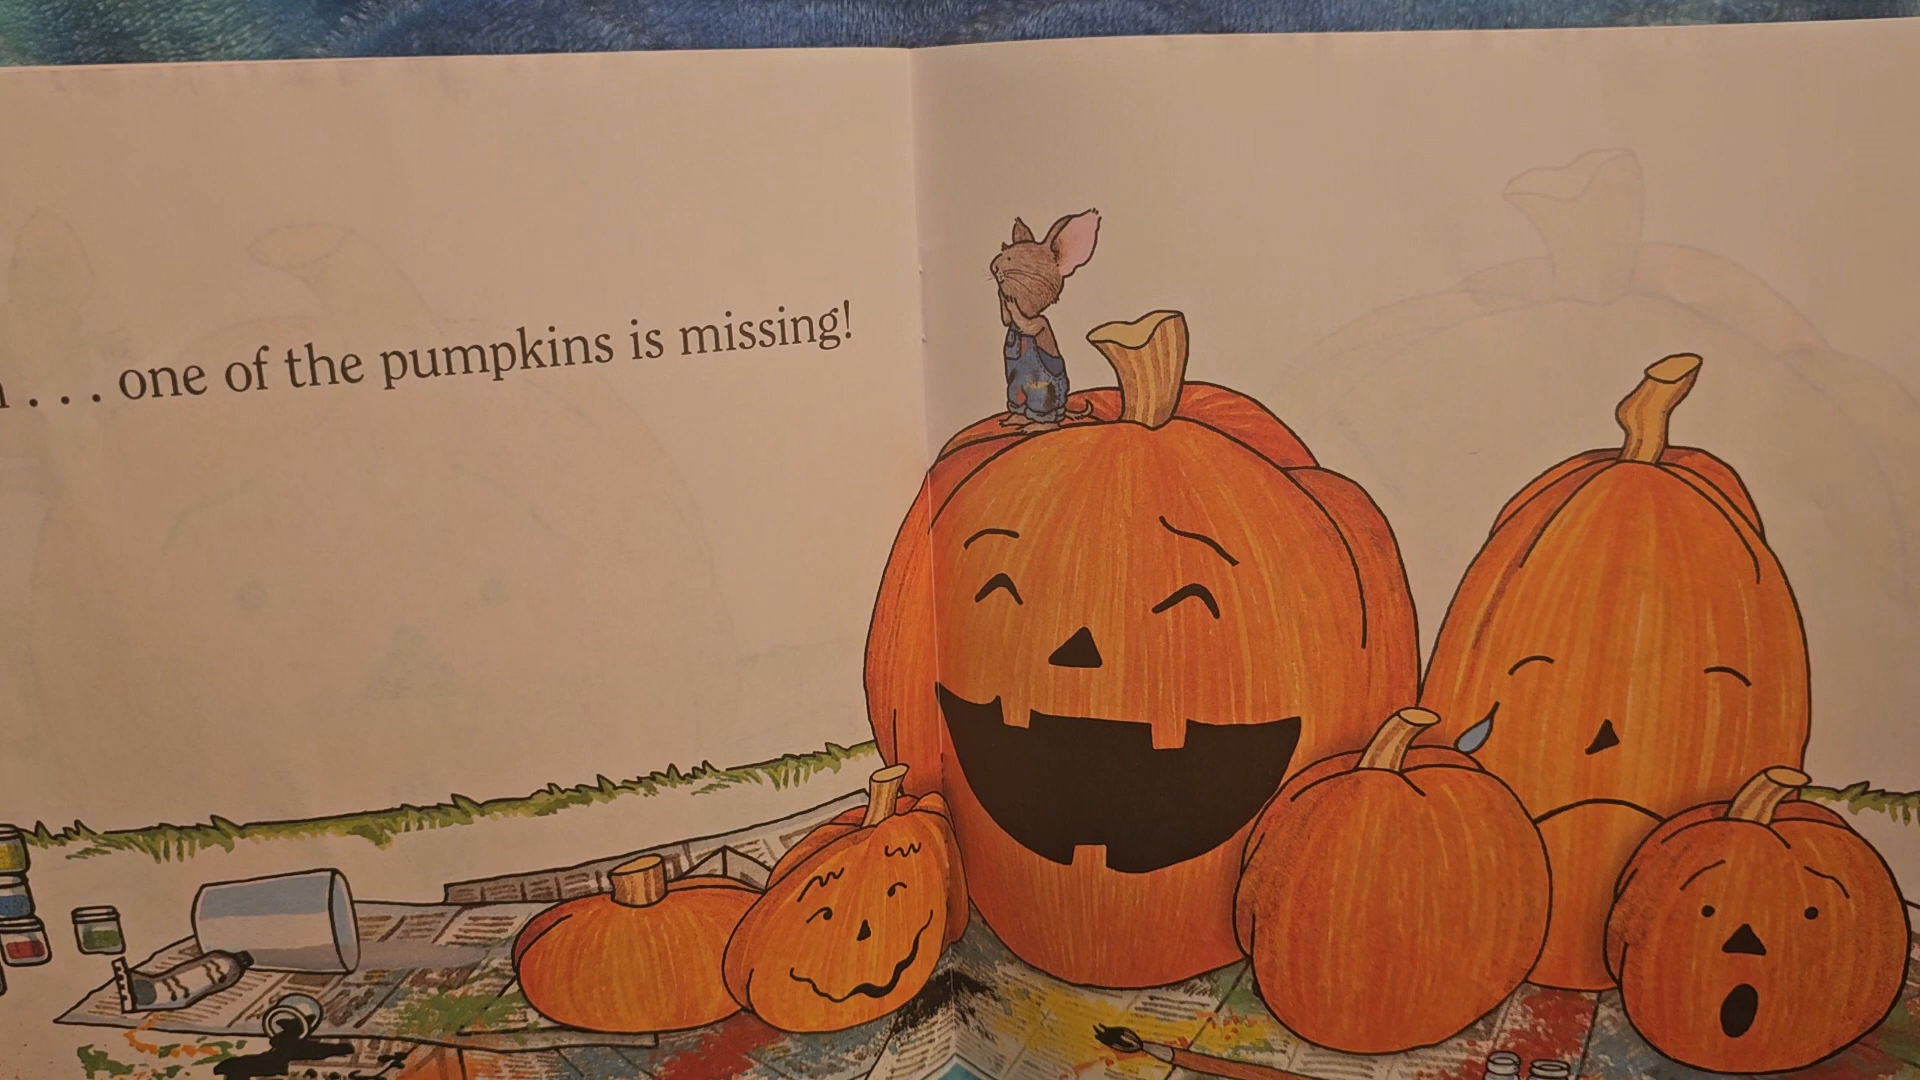 . . . one of the pumpkins is missing!